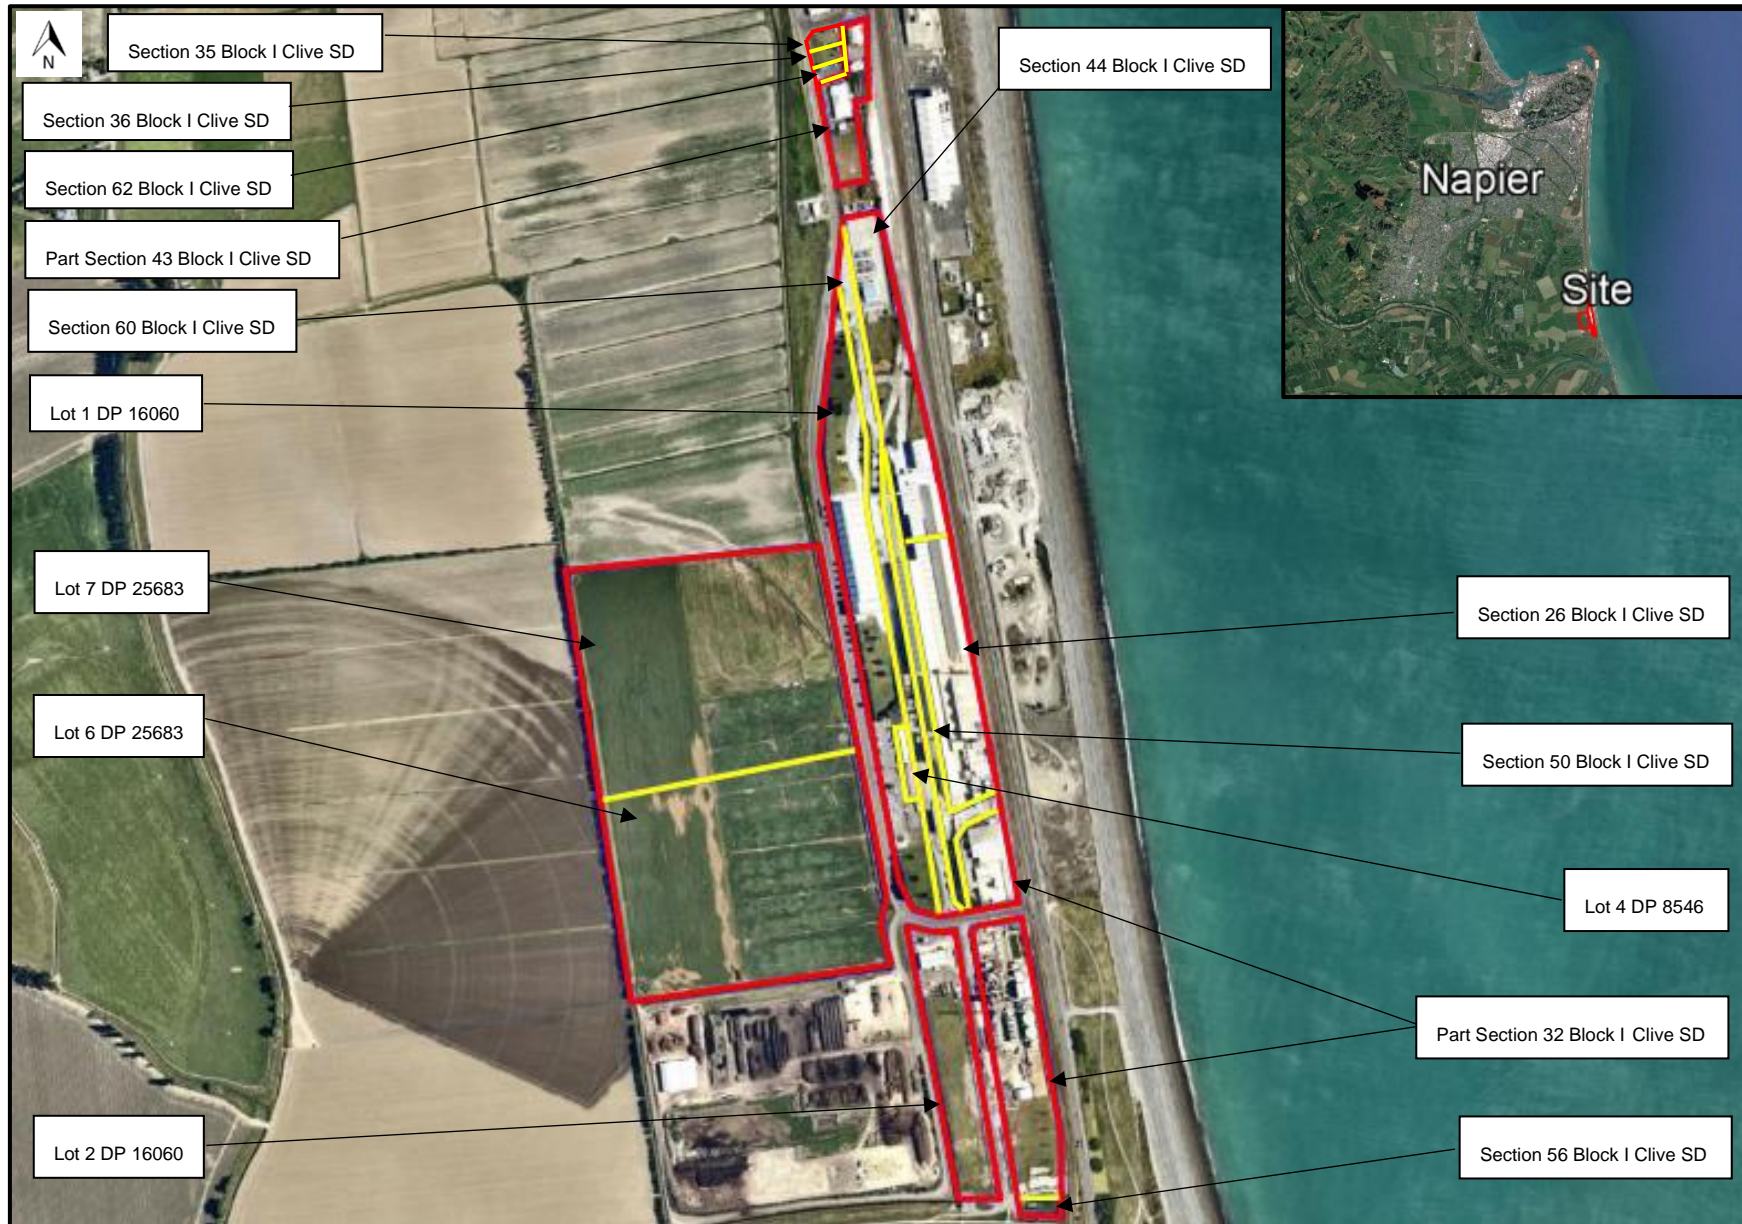 N
Section 35 Block I Clive SD
Section 36 Block I Clive SD
Section 62 Block I Clive SD
Part Section 43 Block I Clive SD
Section 60 Block I Clive SD
Lot 1 DP 16060
Lot 7 DP 25683
Lot 6 DP 25683
Lot 2 DP 16060
Section 44 Block I Clive SD
Napier
Site
Section 26 Block I Clive SD
Section 50 Block I Clive SD
Lot 4 DP 8546
Part Section 32 Block I Clive SD
Section 56 Block I Clive SD